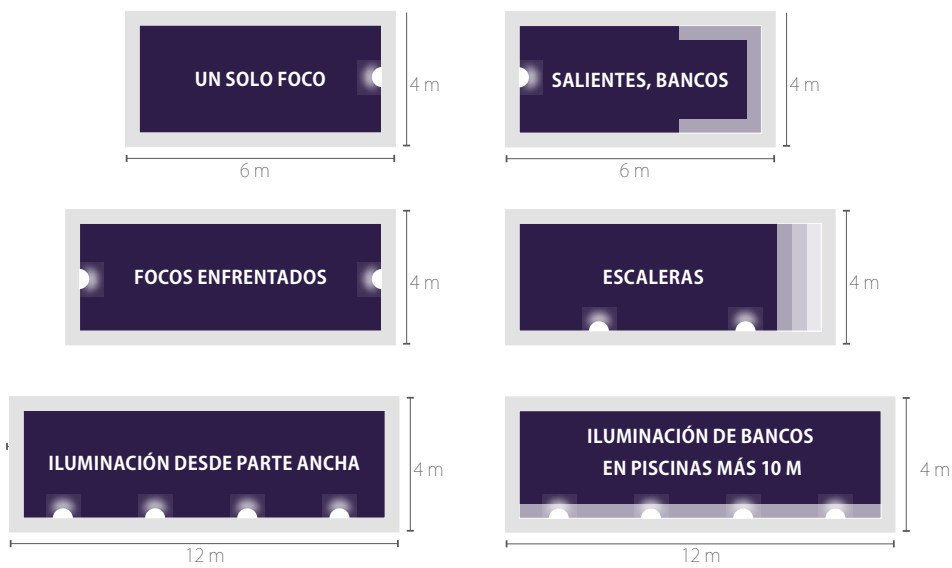 UN SOLO FOCO
4 m
6 m
SALIENTES, BANCOS
4 m
6 m
FOCOS ENFRENTADOS
4 m
ESCALERAS
4 m
ILUMINACIÓN DESDE PARTE ANCHA
4 m
12 m
ILUMINACIÓN DE BANCOS
EN PISCINAS MÁS 10 M
4 m
12 m